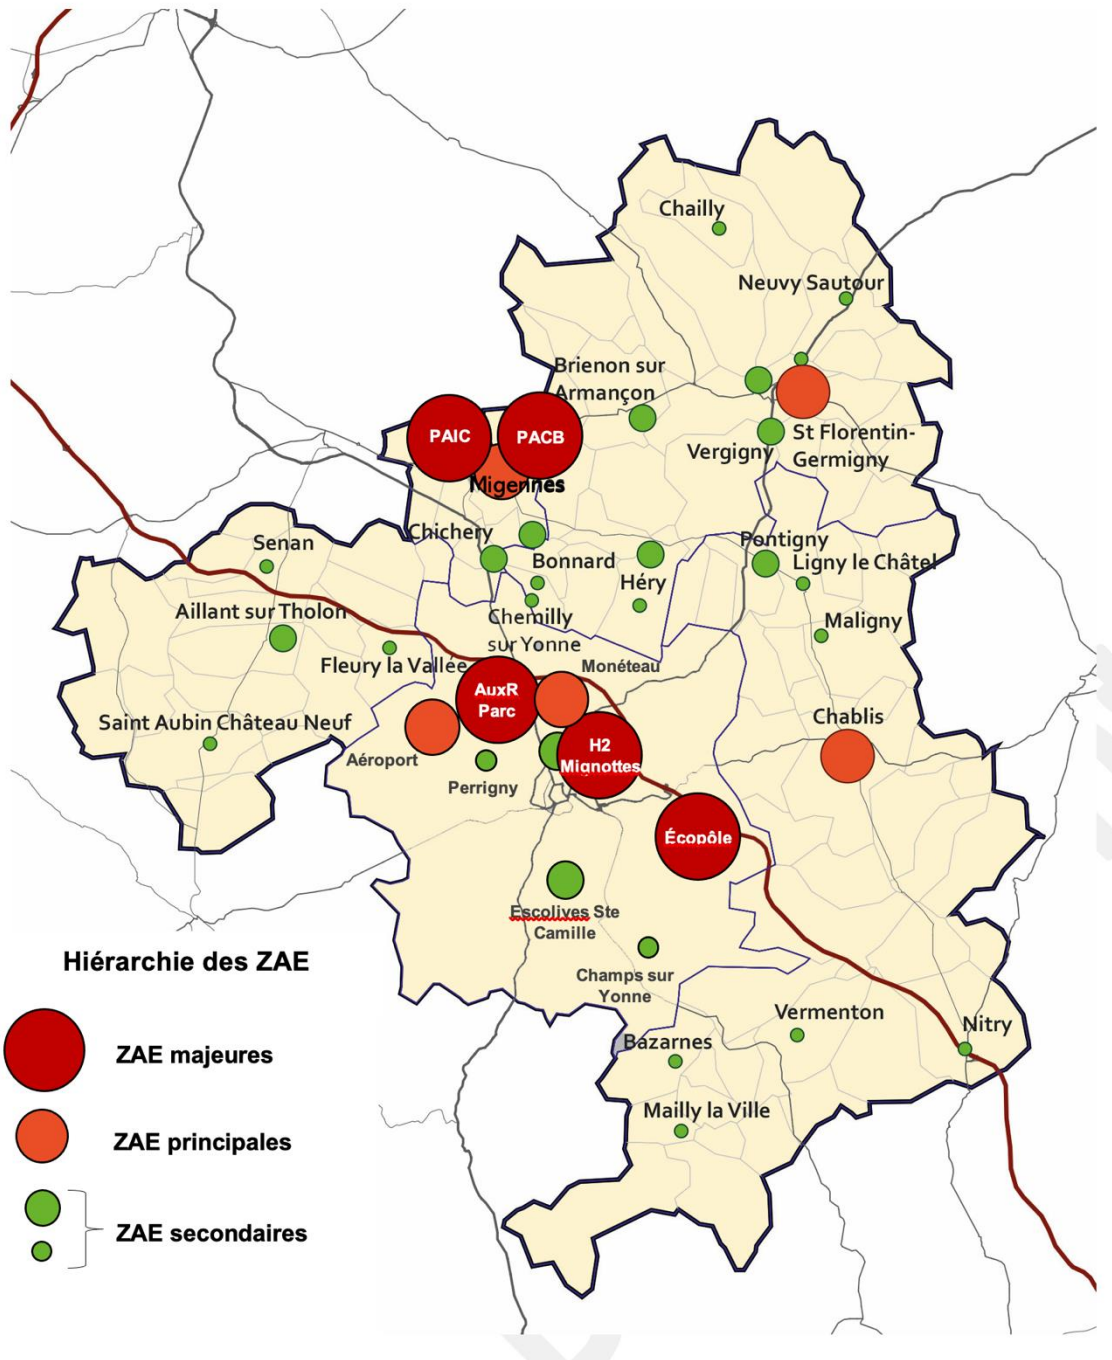 Chailly
Neuvy Sautour
Brienon sur
Armançon
PAIC
PACB
Vergigny
St Florentin-
Germigny
Migennes
Chichery
Senan
Bonnard
Pontigny
Ligny le Châtel
Héry
Aillant sur Tholon
Chemilly
sur Yonne
Maligny
Fleury la Vallée
Monéteau
AuxR
Parc
Saint Aubin Château Neuf
Chablis
Aéroport
H2
Mignottes
Perrigny
Écopôle
Escolives Ste
Camille
Champs sur
Yonne
Vermenton
Nitry
Bazarnes
Mailly la Ville
Hiérarchie des ZAE
ZAE majeures
ZAE principales
ZAE secondaires